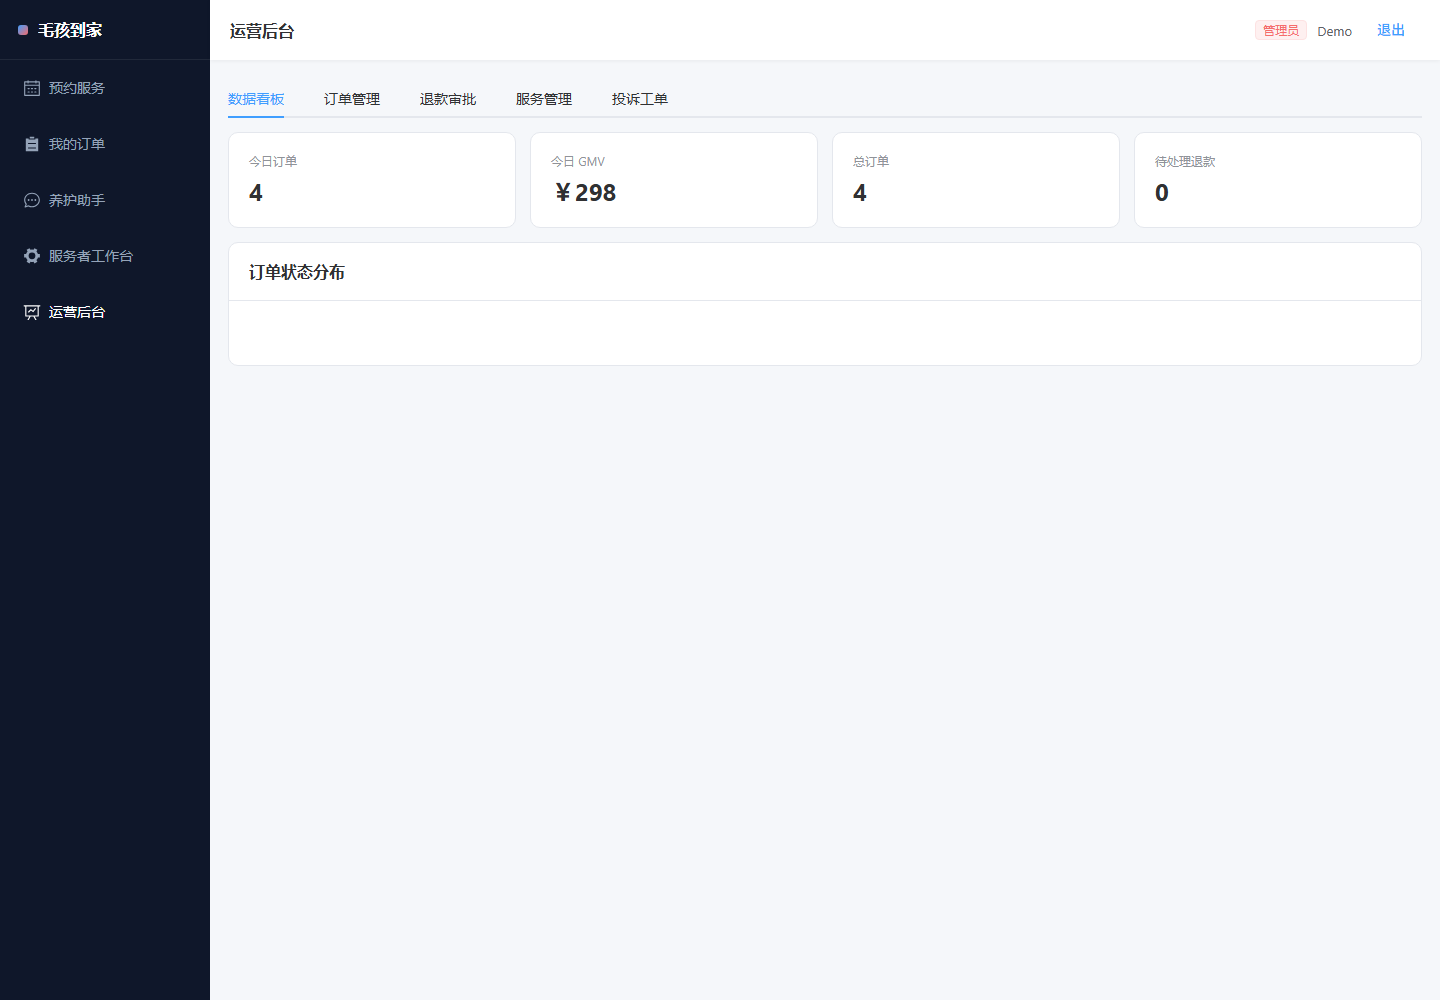 毛孩到家
预约服务
我的订单
养护助手
服务者工作台
运营后台
运营后台
管理员 Demo 退出
数据看板 订单管理 退款审批 服务管理 投诉工单
今日订单
4
今日 GMV
￥298
总订单
4
待处理退款
0
订单状态分布